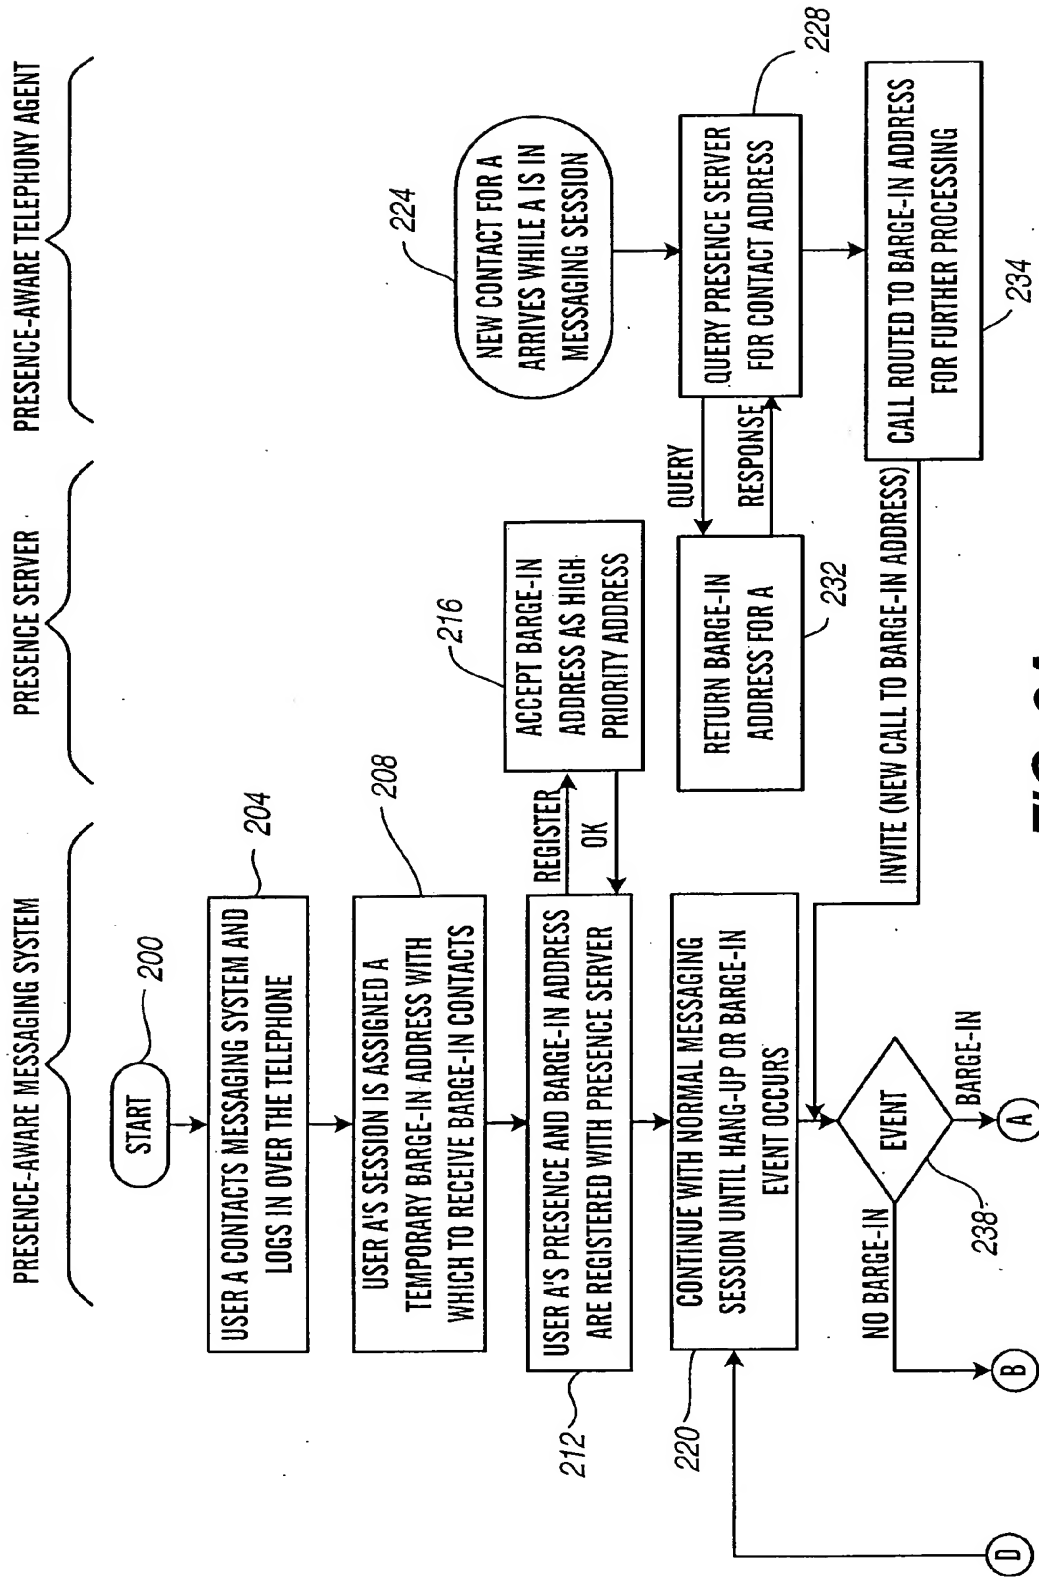 PRESENCE-AWARE MESSAGING SYSTEM
PRESENCE SERVER
PRESENCE-AWARE TELEPHONY AGENT
START
200
USER A CONTACTS MESSAGING SYSTEM AND
LOGS IN OVER THE TELEPHONE
204
USER A'S SESSION IS ASSIGNED A
TEMPORARY BARGE-IN ADDRESS WITH
WHICH TO RECEIVE BARGE-IN CONTACTS
208
USER A'S PRESENCE AND BARGE-IN ADDRESS
ARE REGISTERED WITH PRESENCE SERVER
212
REGISTER
OK
ACCEPT BARGE-IN
ADDRESS AS HIGH
PRIORITY ADDRESS
216
CONTINUE WITH NORMAL MESSAGING
SESSION UNTIL HANG-UP OR BARGE-IN
EVENT OCCURS
220
NEW CONTACT FOR A
ARRIVES WHILE A IS IN
MESSAGING SESSION
224
QUERY PRESENCE SERVER
FOR CONTACT ADDRESS
228
QUERY
RESPONSE
RETURN BARGE-IN
ADDRESS FOR A
232
CALL ROUTED TO BARGE-IN ADDRESS
FOR FURTHER PROCESSING
234
INVITE (NEW CALL TO BARGE-IN ADDRESS)
EVENT
238
NO BARGE-IN
BARGE-IN
D
B
A